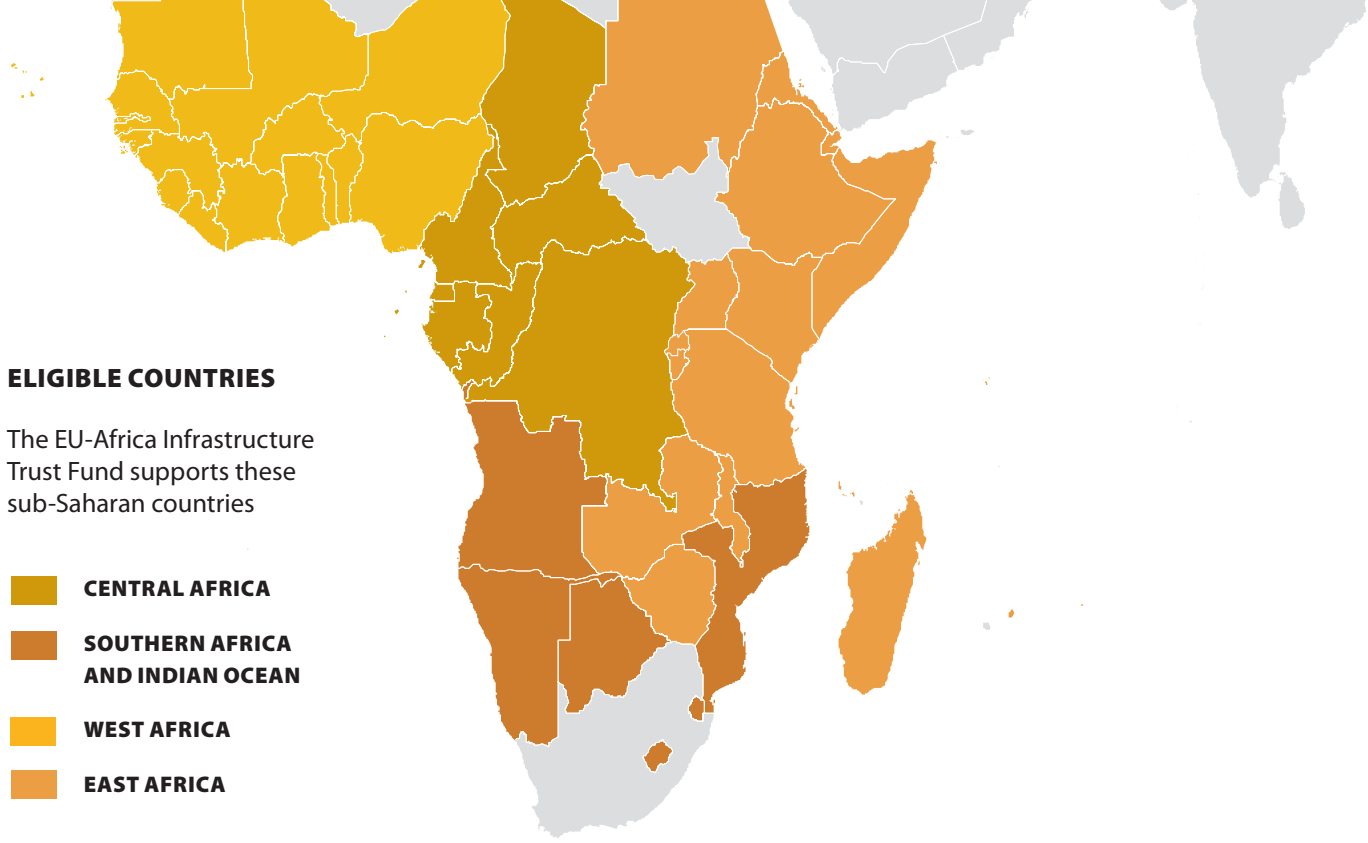 ELIGIBLE COUNTRIES
The EU-Africa Infrastructure
Trust Fund supports these
sub-Saharan countries
CENTRAL AFRICA
SOUTHERN AFRICA
AND INDIAN OCEAN
WEST AFRICA
EAST AFRICA